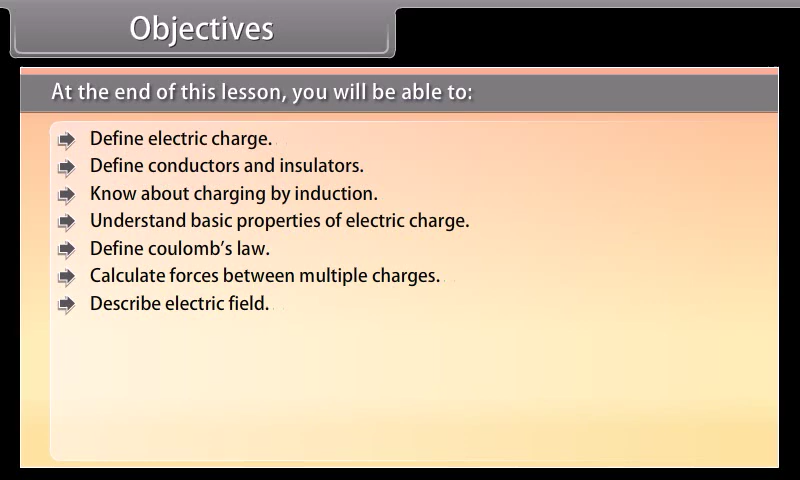 Objectives
At the end of this lesson, you will be able to:
Define electric charge.
Define conductors and insulators.
Know about charging by induction.
Understand basic properties of electric charge.
Define coulomb's law.
Calculate forces between multiple charges.
Describe electric field.